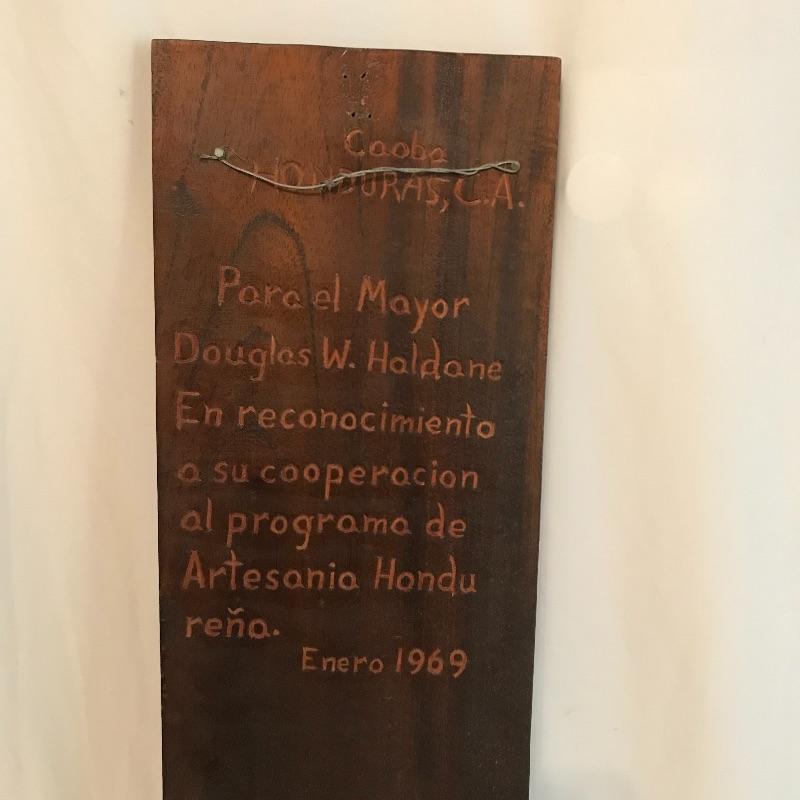 Caoba
HONDURAS, C.A.
Para el Mayor
Douglas W. Haldane
En reconocimiento
a su cooperacion
al programa de
Artesania Hondu
reña.
Enero 1969